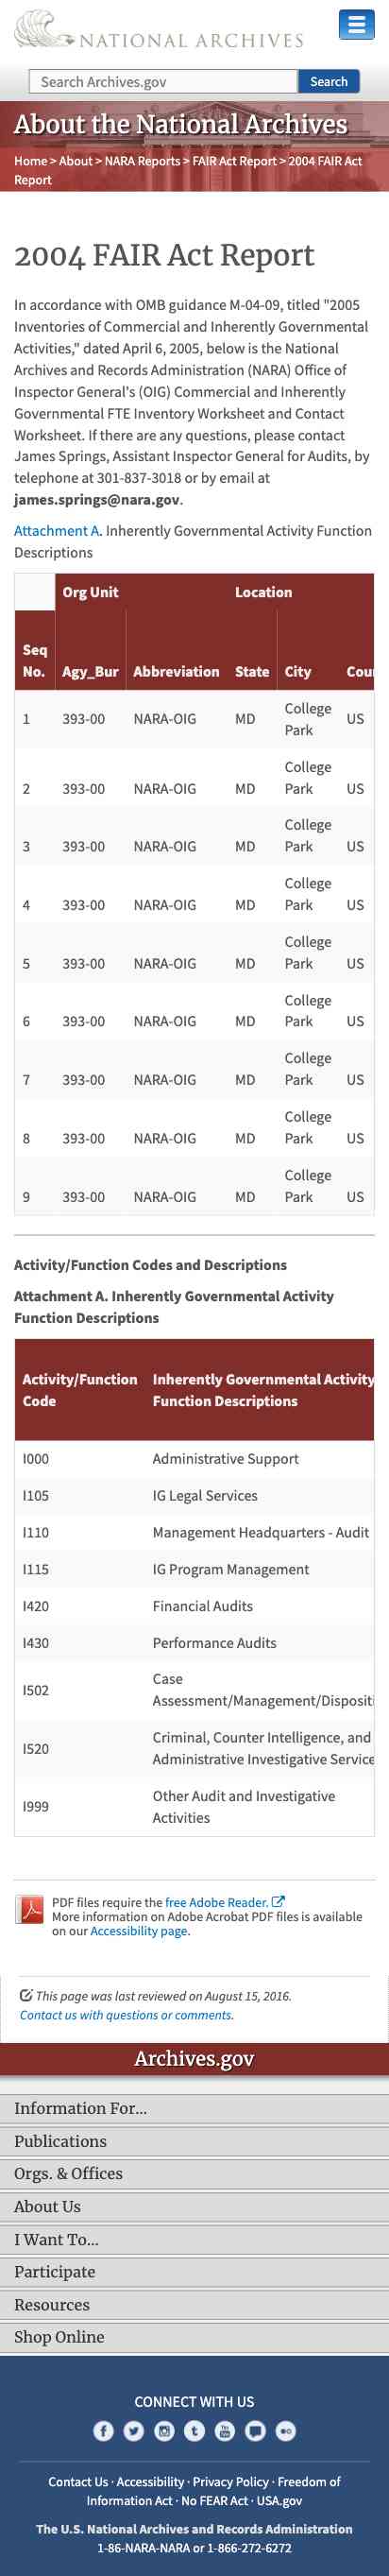 NATIONAL ARCHIVES
Search Archives.gov
Search
About the National Archives
Home > About > NARA Reports > FAIR Act Report > 2004 FAIR Act
Report
2004 FAIR Act Report
In accordance with OMB guidance M-04-09, titled "2005
Inventories of Commercial and Inherently Governmental
Activities," dated April 6, 2005, below is the National
Archives and Records Administration (NARA) Office of
Inspector General's (OIG) Commercial and Inherently
Governmental FTE Inventory Worksheet and Contact
Worksheet. If there are any questions, please contact
James Springs, Assistant Inspector General for Audits, by
telephone at 301-837-3018 or by email at
james.springs@nara.gov.
Attachment A. Inherently Governmental Activity Function
Descriptions
Org Unit Location
Seq
No. Agy_Bur Abbreviation State City Coun
1 393-00 NARA-OIG MD College Park US
2 393-00 NARA-OIG MD College Park US
3 393-00 NARA-OIG MD College Park US
4 393-00 NARA-OIG MD College Park US
5 393-00 NARA-OIG MD College Park US
6 393-00 NARA-OIG MD College Park US
7 393-00 NARA-OIG MD College Park US
8 393-00 NARA-OIG MD College Park US
9 393-00 NARA-OIG MD College Park US
Activity/Function Codes and Descriptions
Attachment A. Inherently Governmental Activity
Function Descriptions
Activity/Function Inherently Governmental Activity
Code Function Descriptions
I000 Administrative Support
I105 IG Legal Services
I110 Management Headquarters - Audit
I115 IG Program Management
I420 Financial Audits
I430 Performance Audits
I502 Case
Assessment/Management/Dispositi
I520 Criminal, Counter Intelligence, and
Administrative Investigative Service
I999 Other Audit and Investigative
Activities
PDF files require the free Adobe Reader.
More information on Adobe Acrobat PDF files is available
on our Accessibility page.
This page was last reviewed on August 15, 2016.
Contact us with questions or comments.
Archives.gov
Information For…
Publications
Orgs. & Offices
About Us
I Want To…
Participate
Resources
Shop Online
CONNECT WITH US
Contact Us · Accessibility · Privacy Policy · Freedom of
Information Act · No FEAR Act · USA.gov
The U.S. National Archives and Records Administration
1-86-NARA-NARA or 1-866-272-6272